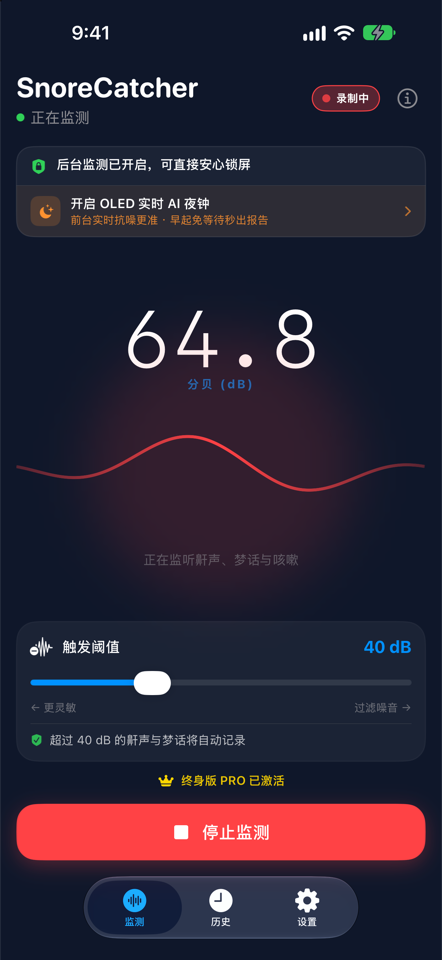 9:41
SnoreCatcher
正在监测
录制中
后台监测已开启，可直接安心锁屏
开启 OLED 实时 AI 夜钟
前台实时抗噪更准 · 早起免等待秒出报告
64.8
分贝 (dB)
正在监听鼾声、梦话与咳嗽
触发阈值
40 dB
← 更灵敏
过滤噪音 →
超过 40 dB 的鼾声与梦话将自动记录
终身版 PRO 已激活
停止监测
监测
历史
设置